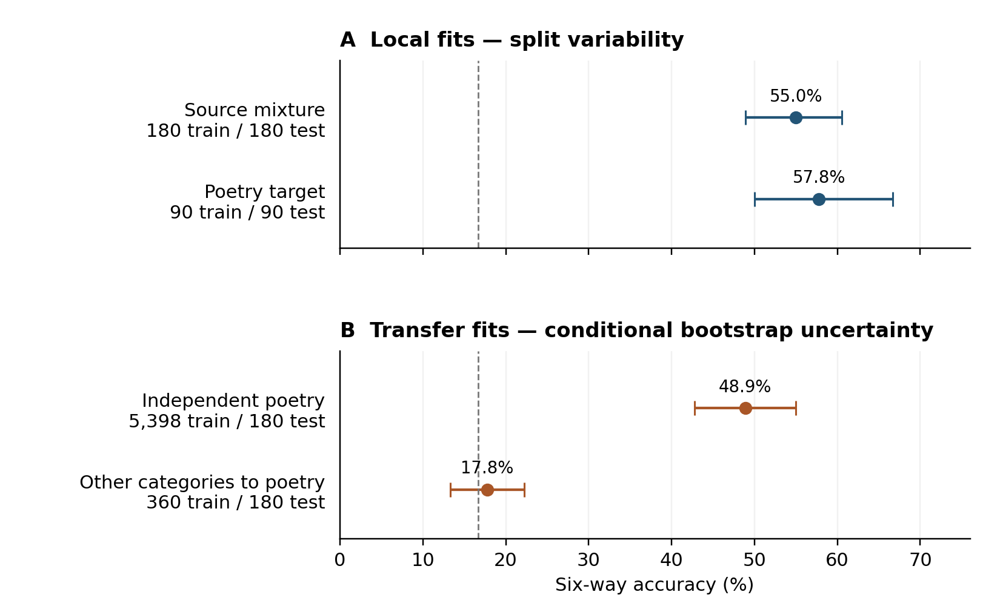 A Local fits — split variability
55.0%
Source mixture
180 train / 180 test
57.8%
Poetry target
90 train / 90 test
B Transfer fits — conditional bootstrap uncertainty
48.9%
Independent poetry
5,398 train / 180 test
17.8%
Other categories to poetry
360 train / 180 test
0 10 20 30 40 50 60 70
Six-way accuracy (%)